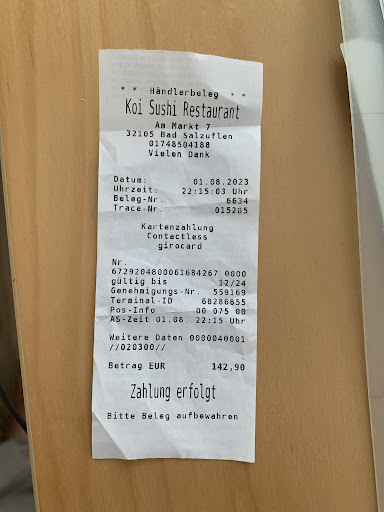 * * Händlerbeleg * *
Koi Sushi Restaurant
Am Markt 7
32105 Bad Salzuflen
01748504188
Vielen Dank
Datum: 01.08.2023
Uhrzeit: 22:15:03 Uhr
Beleg-Nr. 6634
Trace-Nr. 015285
Kartenzahlung
Contactless
girocard
Nr.
6729204800061684267 0000
gültig bis 12/24
Genehmigungs-Nr. 559169
Terminal-ID 68286855
Pos-Info 00 075 00
AS-Zeit 01.08. 22:15 Uhr
Weitere Daten 0000040001
//020300//
Betrag EUR 142,90
Zahlung erfolgt
Bitte Beleg aufbewahren